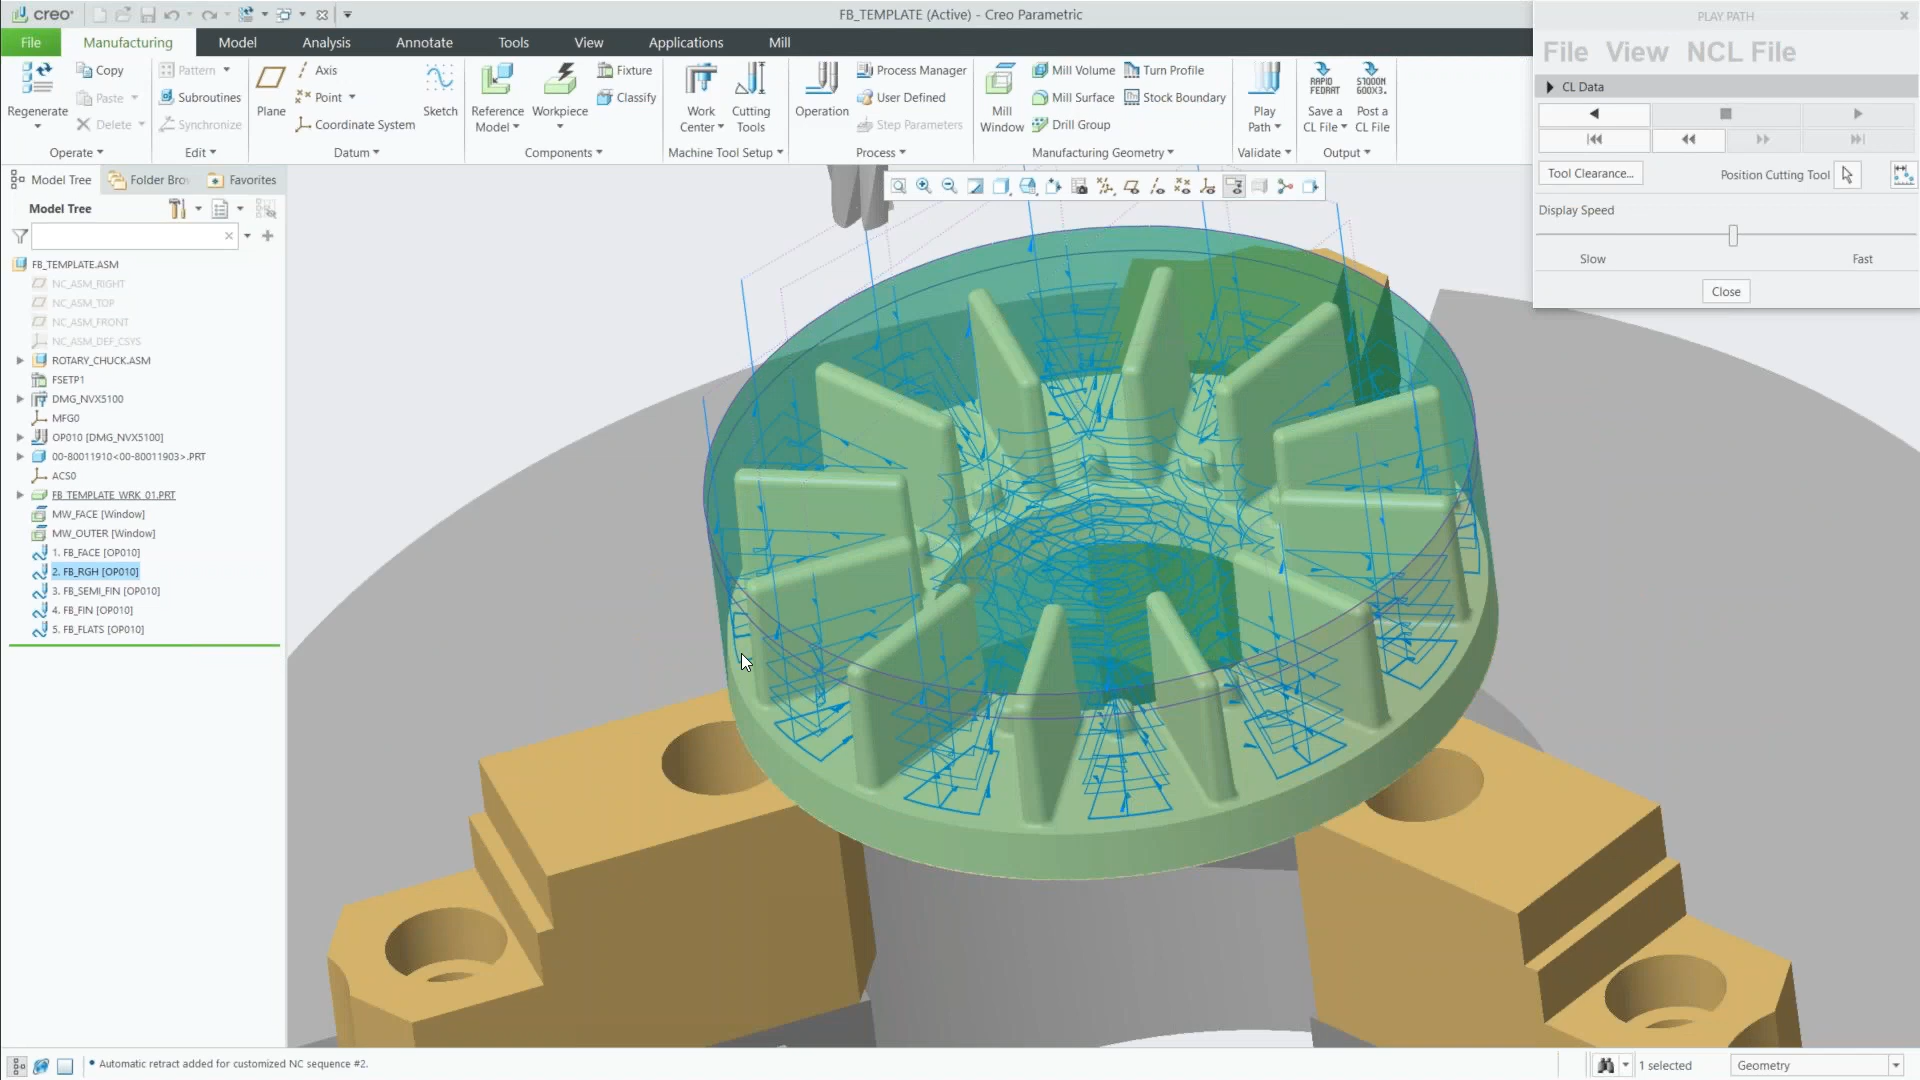 creo
FB_TEMPLATE (Active) - Creo Parametric
File
Manufacturing
Model
Analysis
Annotate
Tools
View
Applications
Mill
Regenerate
Copy
Paste
Delete
Operate
Pattern
Subroutines
Synchronize
Edit
Plane
Axis
Point
Coordinate System
Sketch
Datum
Reference
Model
Workpiece
Fixture
Classify
Components
Work
Center
Cutting
Tools
Machine Tool Setup
Operation
Process Manager
User Defined
Step Parameters
Process
Mill
Window
Mill Volume
Mill Surface
Drill Group
Turn Profile
Stock Boundary
Manufacturing Geometry
Play
Path
Validate
RAPID
FEDRAT
Save a
CL File
S1000M
G00X3.
Post a
CL File
Output
Model Tree
Folder Bro
Favorites
Model Tree
FB_TEMPLATE.ASM
NC_ASM_RIGHT
NC_ASM_TOP
NC_ASM_FRONT
NC_ASM_DEF_CSYS
ROTARY_CHUCK.ASM
FSETP1
DMG_NVX5100
MFG0
OP010 [DMG_NVX5100]
00-80011910<00-80011903>.PRT
ACS0
FB_TEMPLATE_WRK_01.PRT
MW_FACE [Window]
MW_OUTER [Window]
1. FB_FACE [OP010]
2. FB_RGH [OP010]
3. FB_SEMI_FIN [OP010]
4. FB_FIN [OP010]
5. FB_FLATS [OP010]
PLAY PATH
File View NCL File
CL Data
Tool Clearance...
Position Cutting Tool
Display Speed
Slow
Fast
Close
Automatic retract added for customized NC sequence #2.
1 selected
Geometry